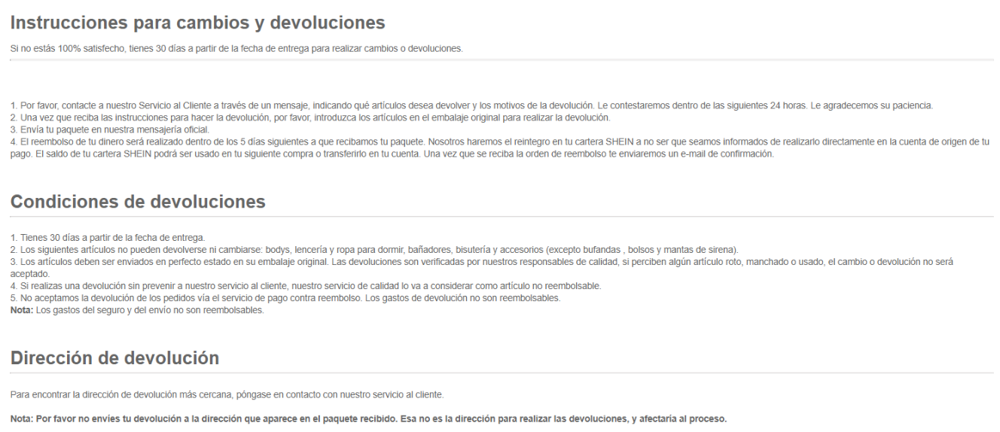 Instrucciones para cambios y devoluciones
Si no estás 100% satisfecho, tienes 30 días a partir de la fecha de entrega para realizar cambios o devoluciones.
1. Por favor, contacte a nuestro Servicio al Cliente a través de un mensaje, indicando qué artículos desea devolver y los motivos de la devolución. Le contestaremos dentro de las siguientes 24 horas. Le agradecemos su paciencia.
2. Una vez que reciba las instrucciones para hacer la devolución, por favor, introduzca los artículos en el embalaje original para realizar la devolución.
3. Envía tu paquete en nuestra mensajería oficial.
4. El reembolso de tu dinero será realizado dentro de los 5 días siguientes a que recibamos tu paquete. Nosotros haremos el reintegro en tu cartera SHEIN a no ser que seamos informados de realizarlo directamente en la cuenta de origen de tu
pago. El saldo de tu cartera SHEIN podrá ser usado en tu siguiente compra o transferirlo en tu cuenta. Una vez que se reciba la orden de reembolso te enviaremos un e-mail de confirmación.
Condiciones de devoluciones
1. Tienes 30 días a partir de la fecha de entrega.
2. Los siguientes artículos no pueden devolverse ni cambiarse: bodys, lencería y ropa para dormir, bañadores, bisutería y accesorios (excepto bufandas , bolsos y mantas de sirena).
3. Los artículos deben ser enviados en perfecto estado en su embalaje original. Las devoluciones son verificadas por nuestros responsables de calidad, si perciben algún artículo roto, manchado o usado, el cambio o devolución no será
aceptado.
4. Si realizas una devolución sin prevenir a nuestro servicio al cliente, nuestro servicio de calidad lo va a considerar como artículo no reembolsable.
5. No aceptamos la devolución de los pedidos vía el servicio de pago contra reembolso. Los gastos de devolución no son reembolsables.
Nota: Los gastos del seguro y del envío no son reembolsables.
Dirección de devolución
Para encontrar la dirección de devolución más cercana, póngase en contacto con nuestro servicio al cliente.
Nota: Por favor no envíes tu devolución a la dirección que aparece en el paquete recibido. Esa no es la dirección para realizar las devoluciones, y afectaría al proceso.